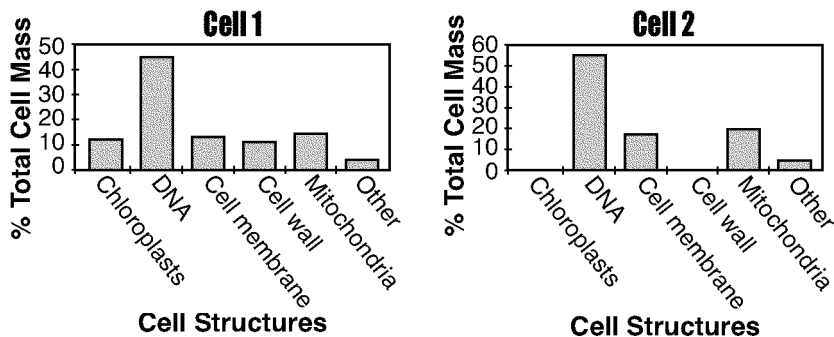 Cell 1
% Total Cell Mass
50
40
30
20
10
0
Chloroplasts
DNA
Cell membrane
Cell wall
Mitochondria
Other
Cell Structures
Cell 2
% Total Cell Mass
60
50
40
30
20
10
0
Chloroplasts
DNA
Cell membrane
Cell wall
Mitochondria
Other
Cell Structures